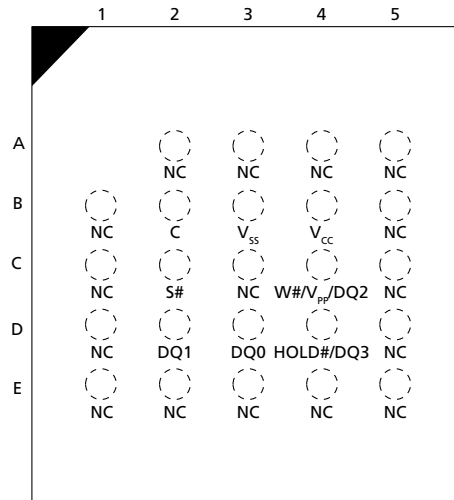 1 2 3 4 5
A
NC NC NC NC
B
NC C VSS VCC NC
C
NC S# NC W#/VPP/DQ2 NC
D
NC DQ1 DQ0 HOLD#/DQ3 NC
E
NC NC NC NC NC